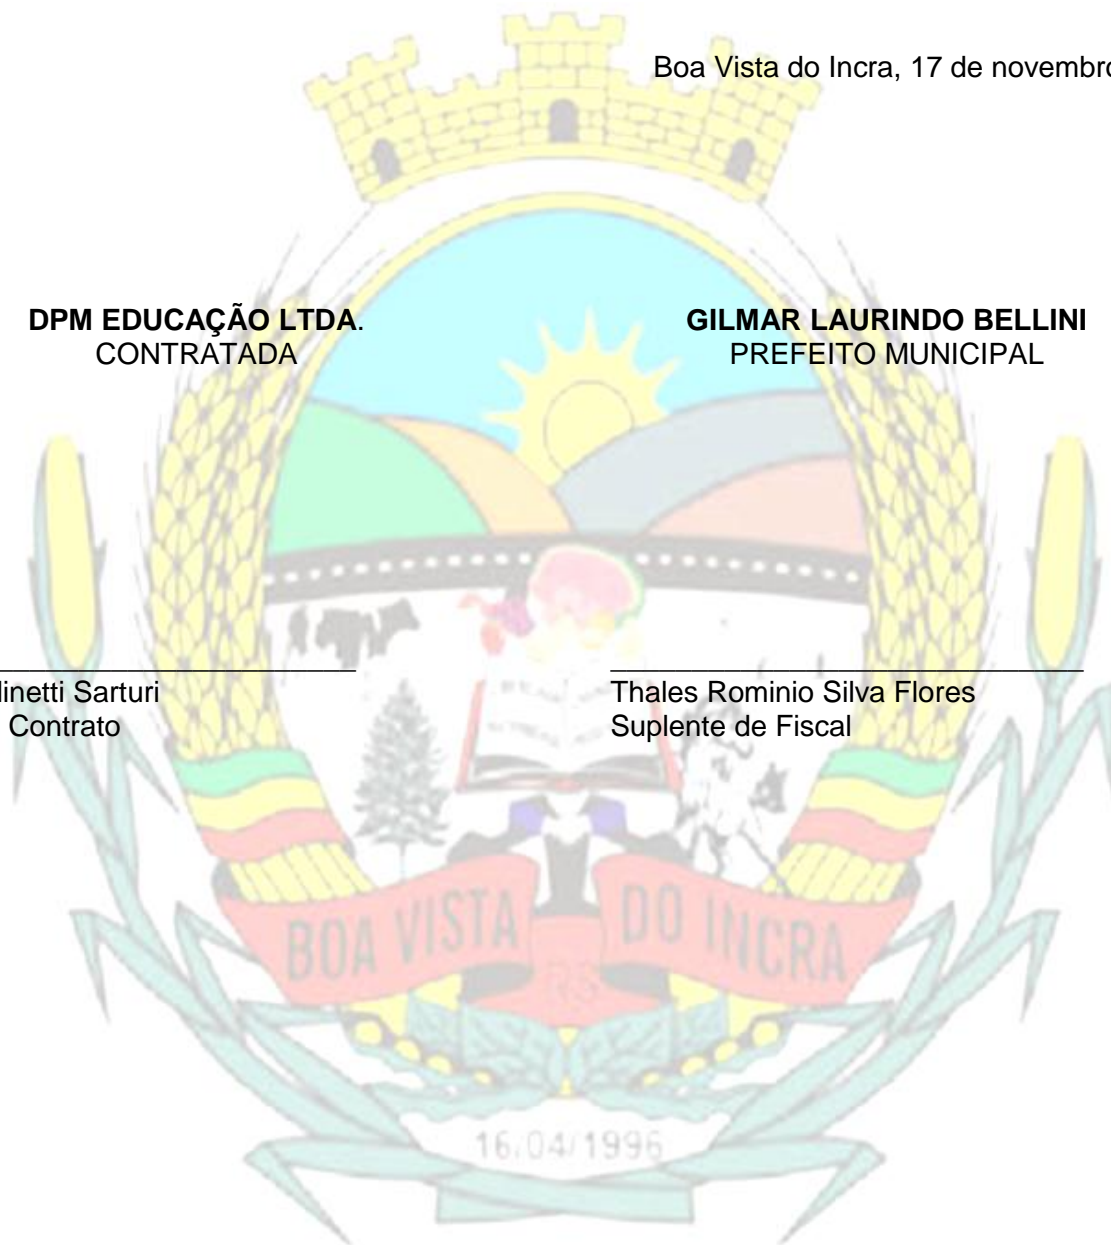 Boa Vista do Incra, 17 de novembro
DPM EDUCAÇÃO LTDA.
CONTRATADA
GILMAR LAURINDO BELLINI
PREFEITO MUNICIPAL
Sarturi
Contrato
Thales Rominio Silva Flores
Suplente de Fiscal
BOA VISTA DO INCRA
RS
16/04/1996